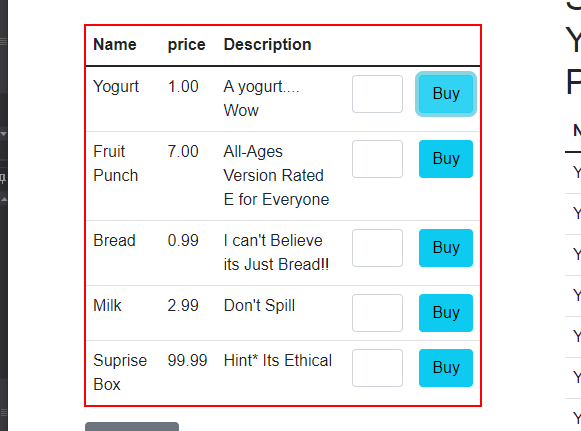 Name price Description
Yogurt 1.00 A yogurt.... Buy
Wow
Fruit 7.00 All-Ages Buy
Punch Version Rated
E for Everyone
Bread 0.99 I can't Believe Buy
its Just Bread!!
Milk 2.99 Don't Spill Buy
Suprise 99.99 Hint* Its Ethical Buy
Box